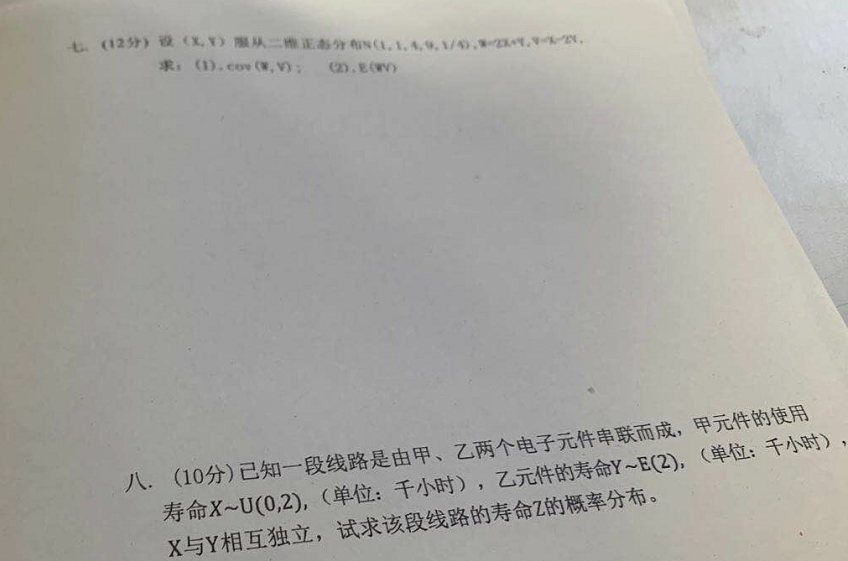 七. (12分) 设 (X,Y) 服从二维正态分布N(1,1,4,9,1/4),W=2X+Y,V=X-2Y,
求: (1).cov(W,V); (2).E(WV)
八. (10分)已知一段线路是由甲、乙两个电子元件串联而成,甲元件的使用
寿命X~U(0,2),(单位: 千小时),乙元件的寿命Y~E(2),(单位: 千小时),
X与Y相互独立,试求该段线路的寿命Z的概率分布。